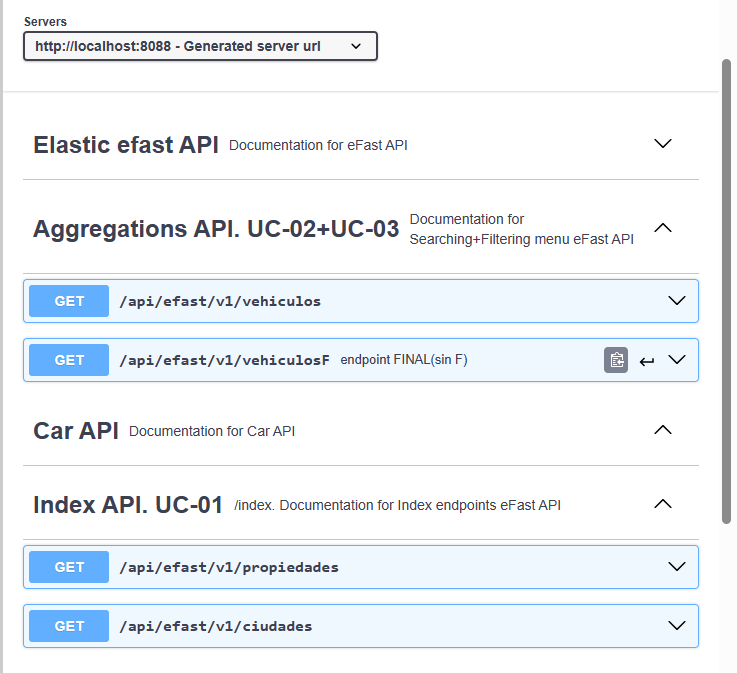 Servers
http://localhost:8088 - Generated server url
Elastic efast API Documentation for eFast API
Aggregations API. UC-02+UC-03 Documentation for
Searching+Filtering menu eFast API
GET /api/efast/v1/vehiculos
GET /api/efast/v1/vehiculosF endpoint FINAL(sin F)
Car API Documentation for Car API
Index API. UC-01 /index. Documentation for Index endpoints eFast API
GET /api/efast/v1/propiedades
GET /api/efast/v1/ciudades